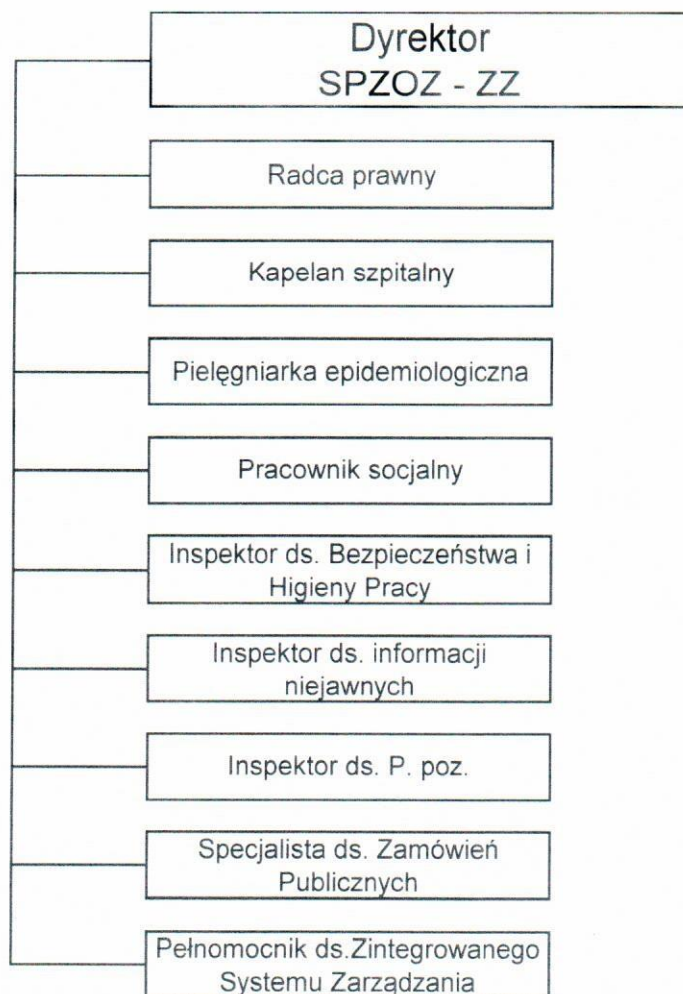 Dyrektor
SPZOZ - ZZ
Radca prawny
Kapelan szpitalny
Pielęgniarka epidemiologiczna
Pracownik socjalny
Inspektor ds. Bezpieczeństwa i
Higieny Pracy
Inspektor ds. informacji
niejawnych
Inspektor ds. P. poz.
Specjalista ds. Zamówień
Publicznych
Pełnomocnik ds.Zintegrowanego
Systemu Zarządzania